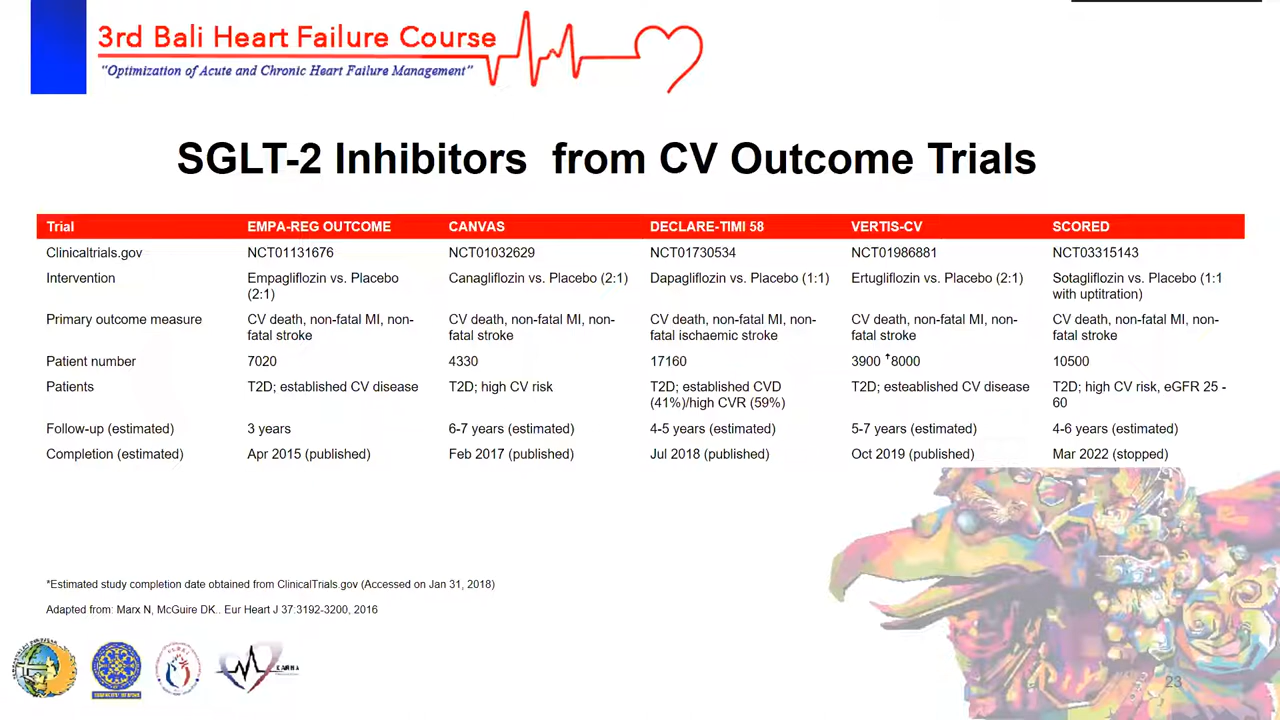 3rd Bali Heart Failure Course
“Optimization of Acute and Chronic Heart Failure Management”
SGLT-2 Inhibitors from CV Outcome Trials
Trial EMPA-REG OUTCOME CANVAS DECLARE-TIMI 58 VERTIS-CV SCORED
Clinicaltrials.gov NCT01131676 NCT01032629 NCT01730534 NCT01986881 NCT03315143
Intervention Empagliflozin vs. Placebo Canagliflozin vs. Placebo (2:1) Dapagliflozin vs. Placebo (1:1) Ertugliflozin vs. Placebo (2:1) Sotagliflozin vs. Placebo (1:1
(2:1) with uptitration)
Primary outcome measure CV death, non-fatal MI, non- CV death, non-fatal MI, non- CV death, non-fatal MI, non- CV death, non-fatal MI, non- CV death, non-fatal MI, non-
fatal stroke fatal stroke fatal ischaemic stroke fatal stroke fatal stroke
Patient number 7020 4330 17160 3900 ↑8000 10500
Patients T2D; established CV disease T2D; high CV risk T2D; established CVD T2D; esteablished CV disease T2D; high CV risk, eGFR 25 -
(41%)/high CVR (59%) 60
Follow-up (estimated) 3 years 6-7 years (estimated) 4-5 years (estimated) 5-7 years (estimated) 4-6 years (estimated)
Completion (estimated) Apr 2015 (published) Feb 2017 (published) Jul 2018 (published) Oct 2019 (published) Mar 2022 (stopped)
*Estimated study completion date obtained from ClinicalTrials.gov (Accessed on Jan 31, 2018)
Adapted from: Marx N, McGuire DK.. Eur Heart J 37:3192-3200, 2016
23